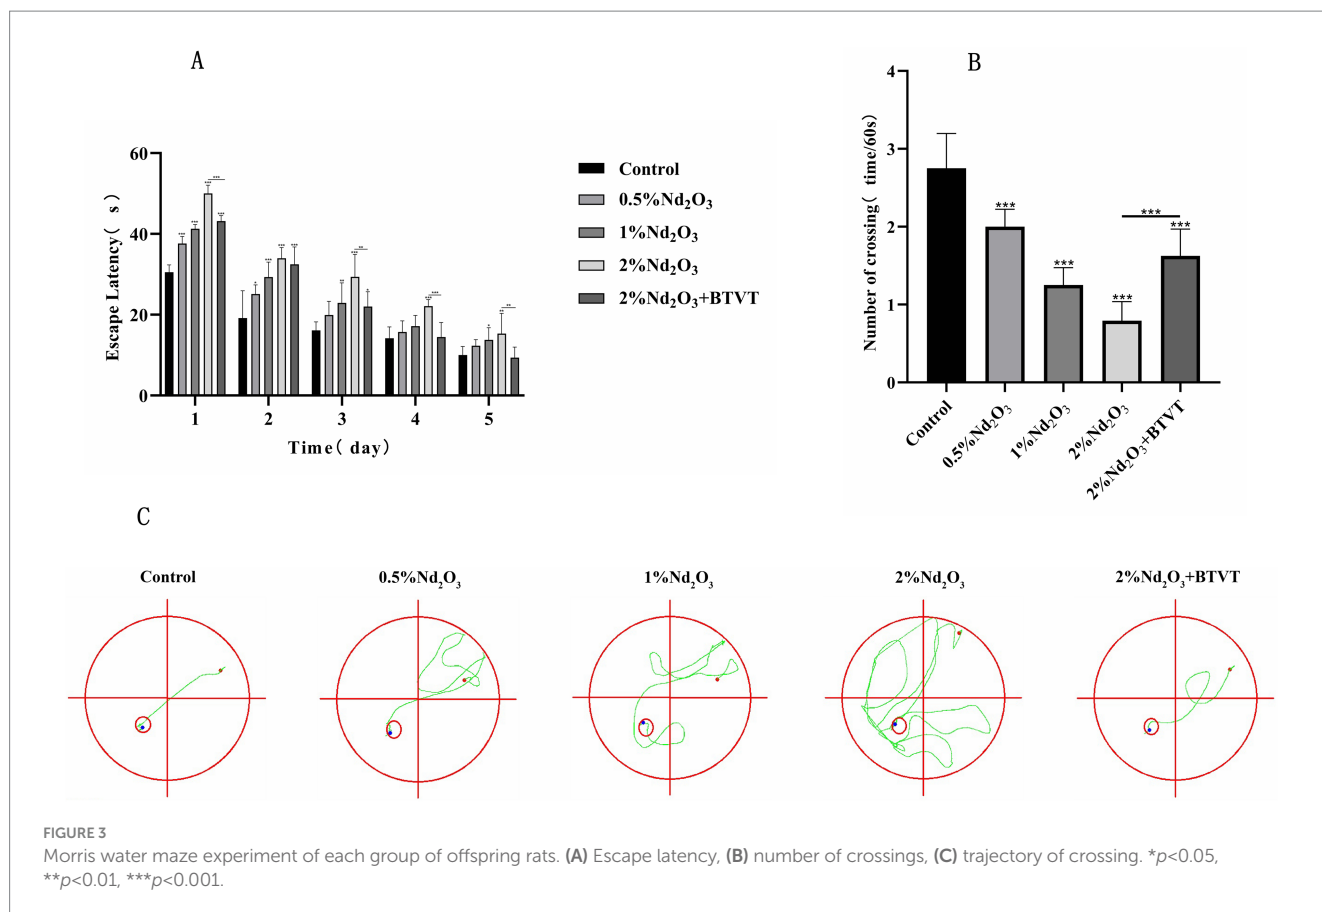 A
60
40
20
0
Escape Latency( s )
***
***
***
***
***
*
***
***
***
**
***
**
*
***
***
*
**
**
1 2 3 4 5
Time( day)
Control
0.5%Nd₂O₃
1%Nd₂O₃
2%Nd₂O₃
2%Nd₂O₃+BTVT
B
4
3
2
1
0
Number of crossing( time/60s)
***
***
***
***
***
Control
0.5%Nd₂O₃
1%Nd₂O₃
2%Nd₂O₃
2%Nd₂O₃+BTVT
C
Control 0.5%Nd₂O₃ 1%Nd₂O₃ 2%Nd₂O₃ 2%Nd₂O₃+BTVT
FIGURE 3
Morris water maze experiment of each group of offspring rats. (A) Escape latency, (B) number of crossings, (C) trajectory of crossing. *p<0.05,
**p<0.01, ***p<0.001.